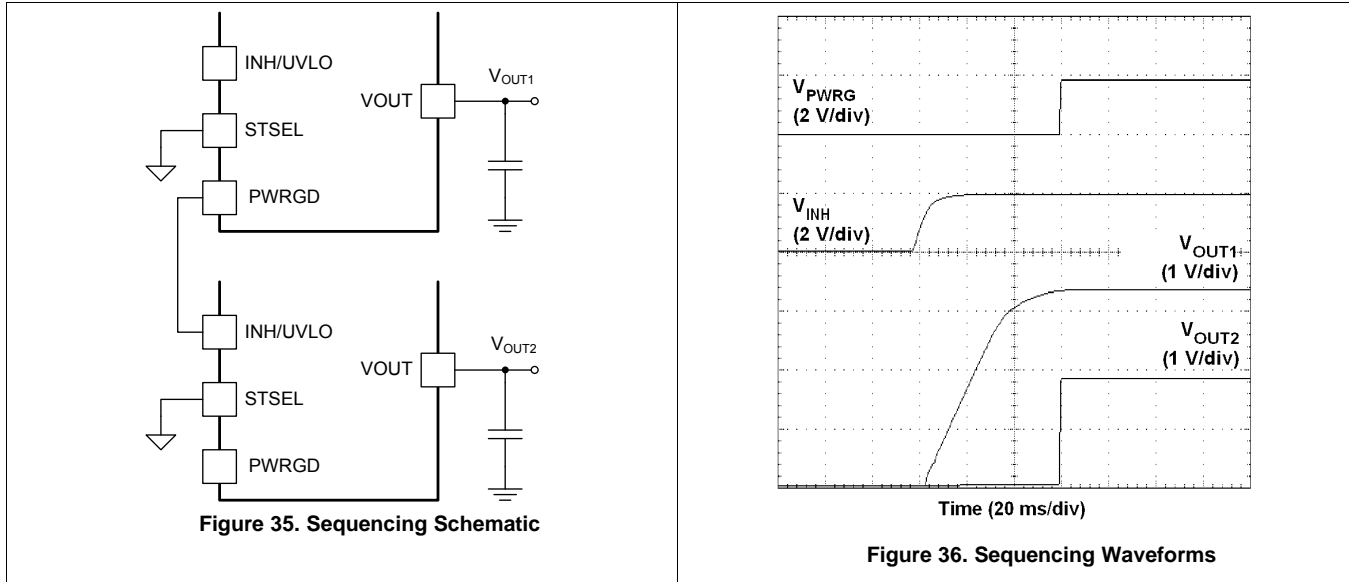 INH/UVLO
VOUT
VOUT1
STSEL
PWRGD
INH/UVLO
VOUT
VOUT2
STSEL
PWRGD
Figure 35. Sequencing Schematic
VPWRG
(2 V/div)
VINH
(2 V/div)
VOUT1
(1 V/div)
VOUT2
(1 V/div)
Time (20 ms/div)
Figure 36. Sequencing Waveforms